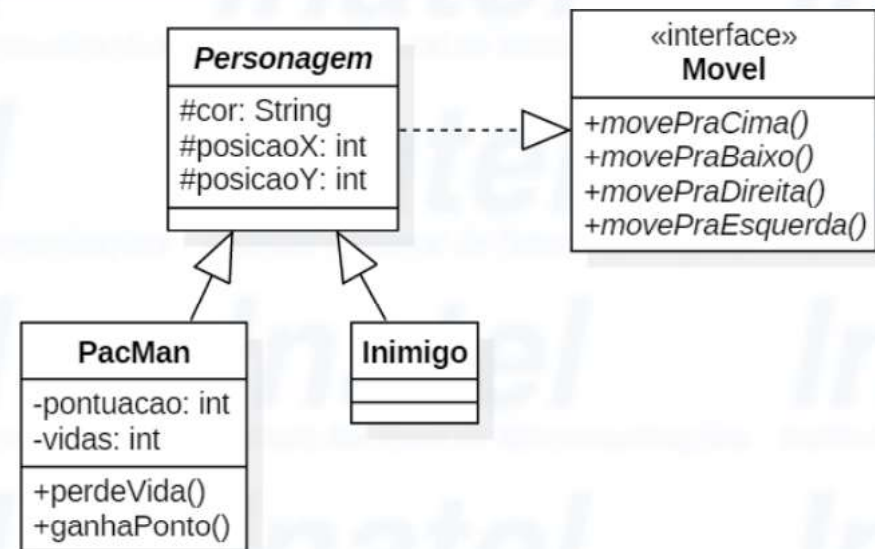 Personagem
#cor: String
#posicaoX: int
#posicaoY: int
«interface»
Movel
+movePraCima()
+movePraBaixo()
+movePraDireita()
+movePraEsquerda()
PacMan
-pontuacao: int
-vidas: int
+perdeVida()
+ganhaPonto()
Inimigo